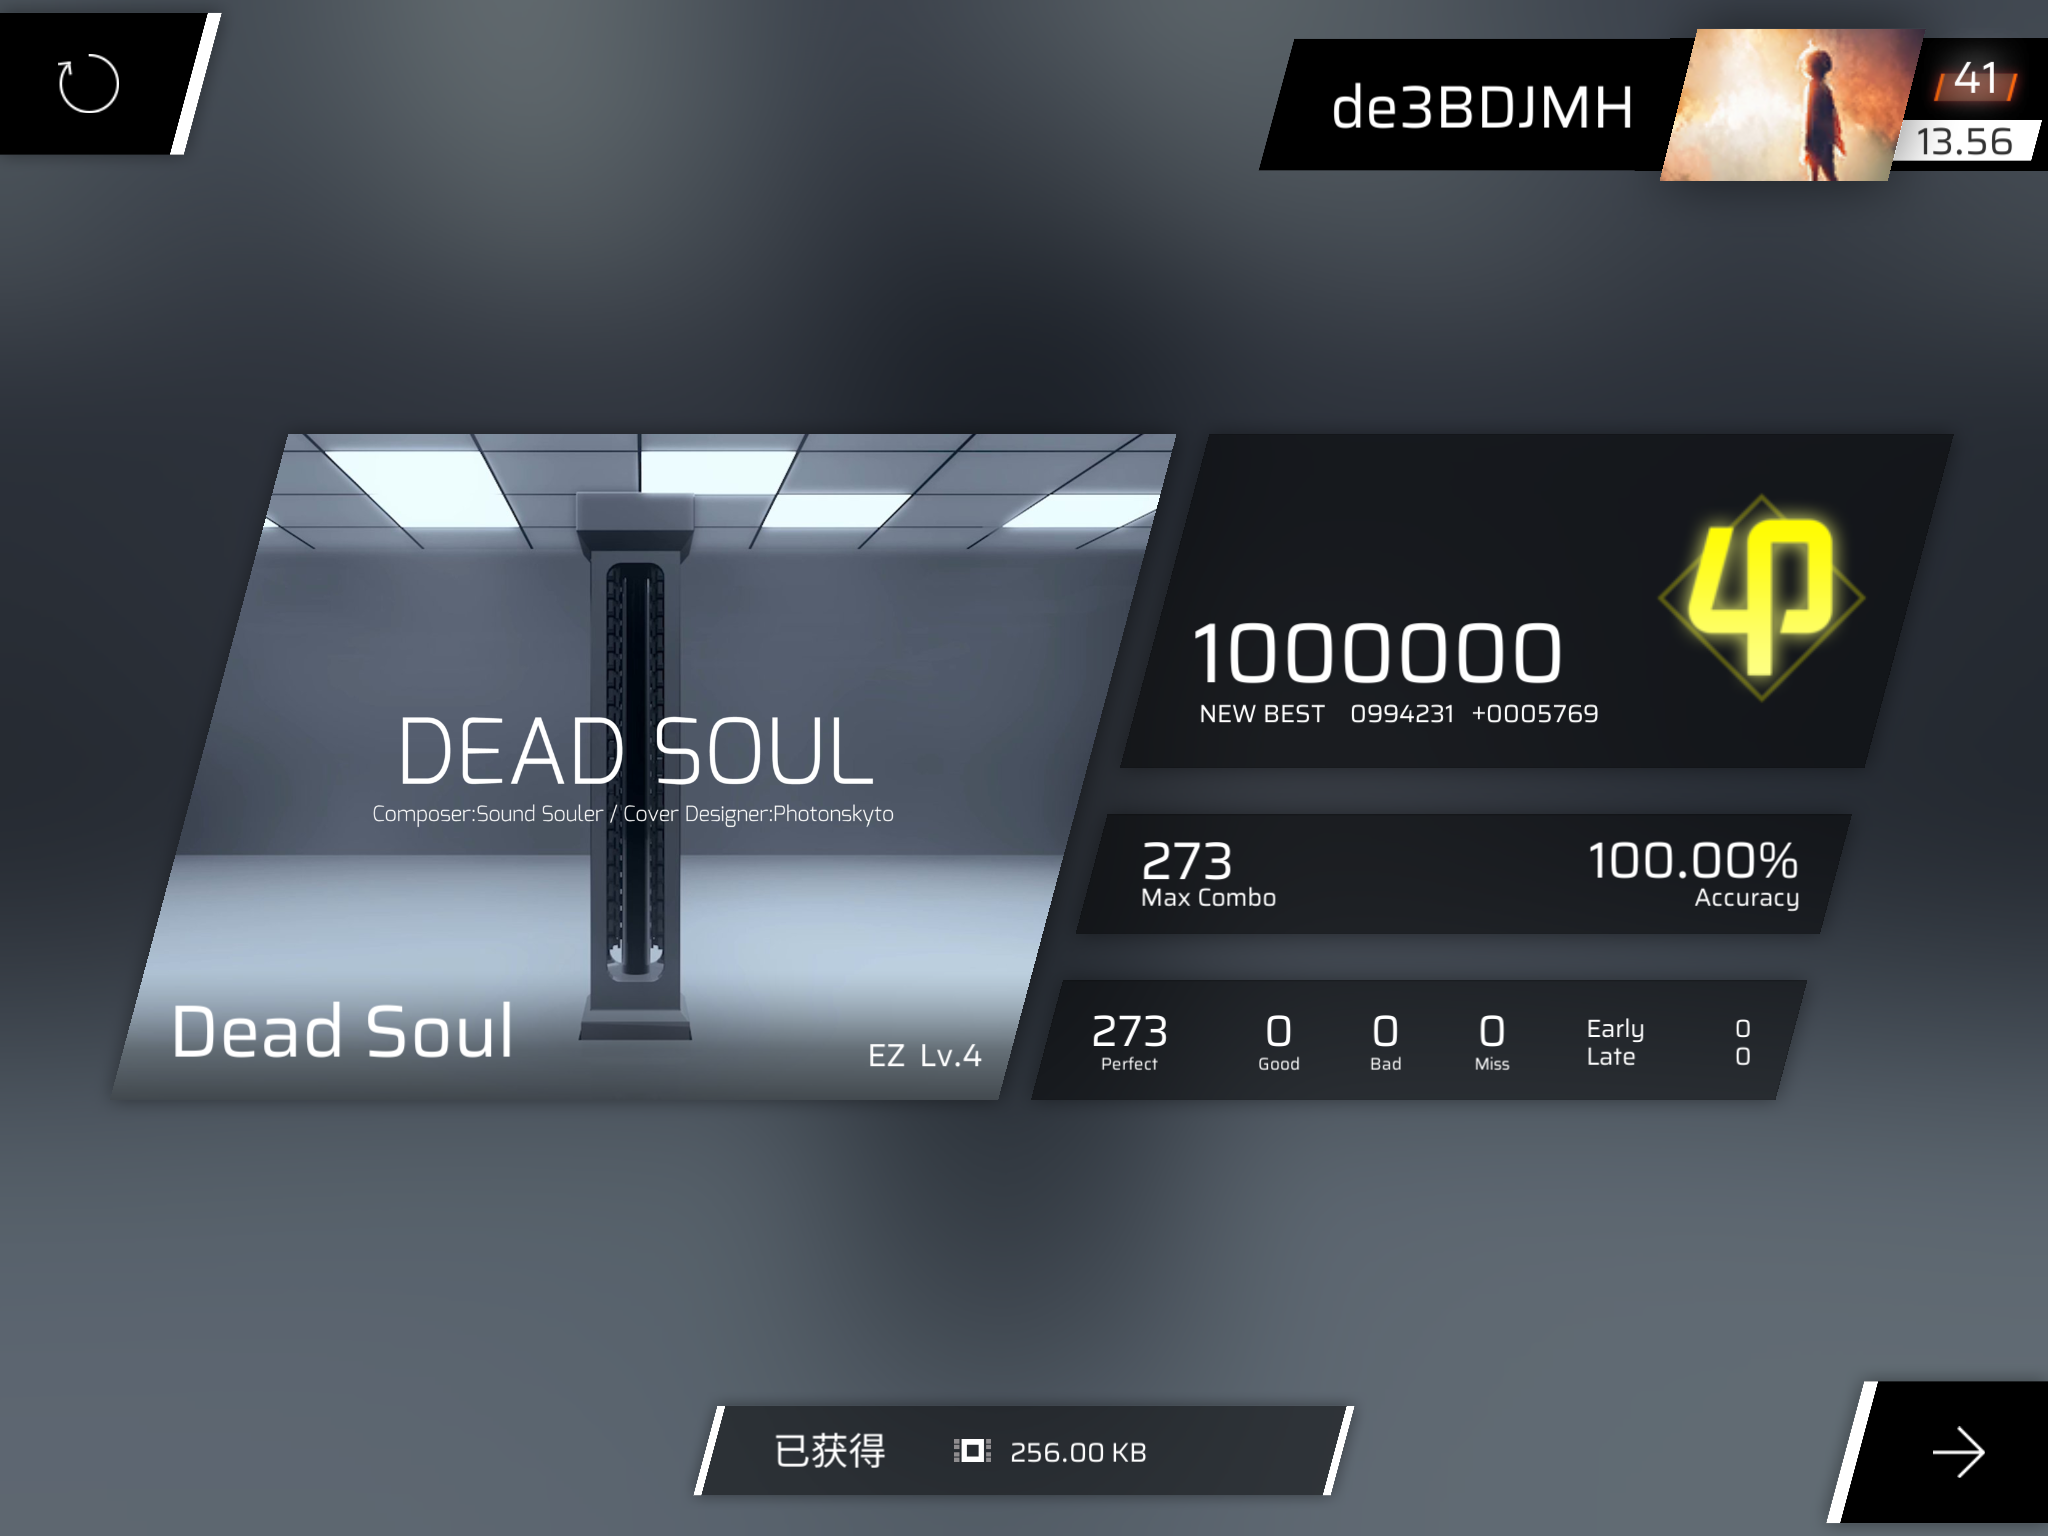 de3BDJMH
41
13.56
DEAD SOUL
Composer:Sound Souler / Cover Designer:Photonskyto
Dead Soul
EZ Lv.4
1000000
NEW BEST 0994231 +0005769
273
Max Combo
100.00%
Accuracy
273
Perfect
0
Good
0
Bad
0
Miss
Early 0
Late 0
已获得 256.00 KB